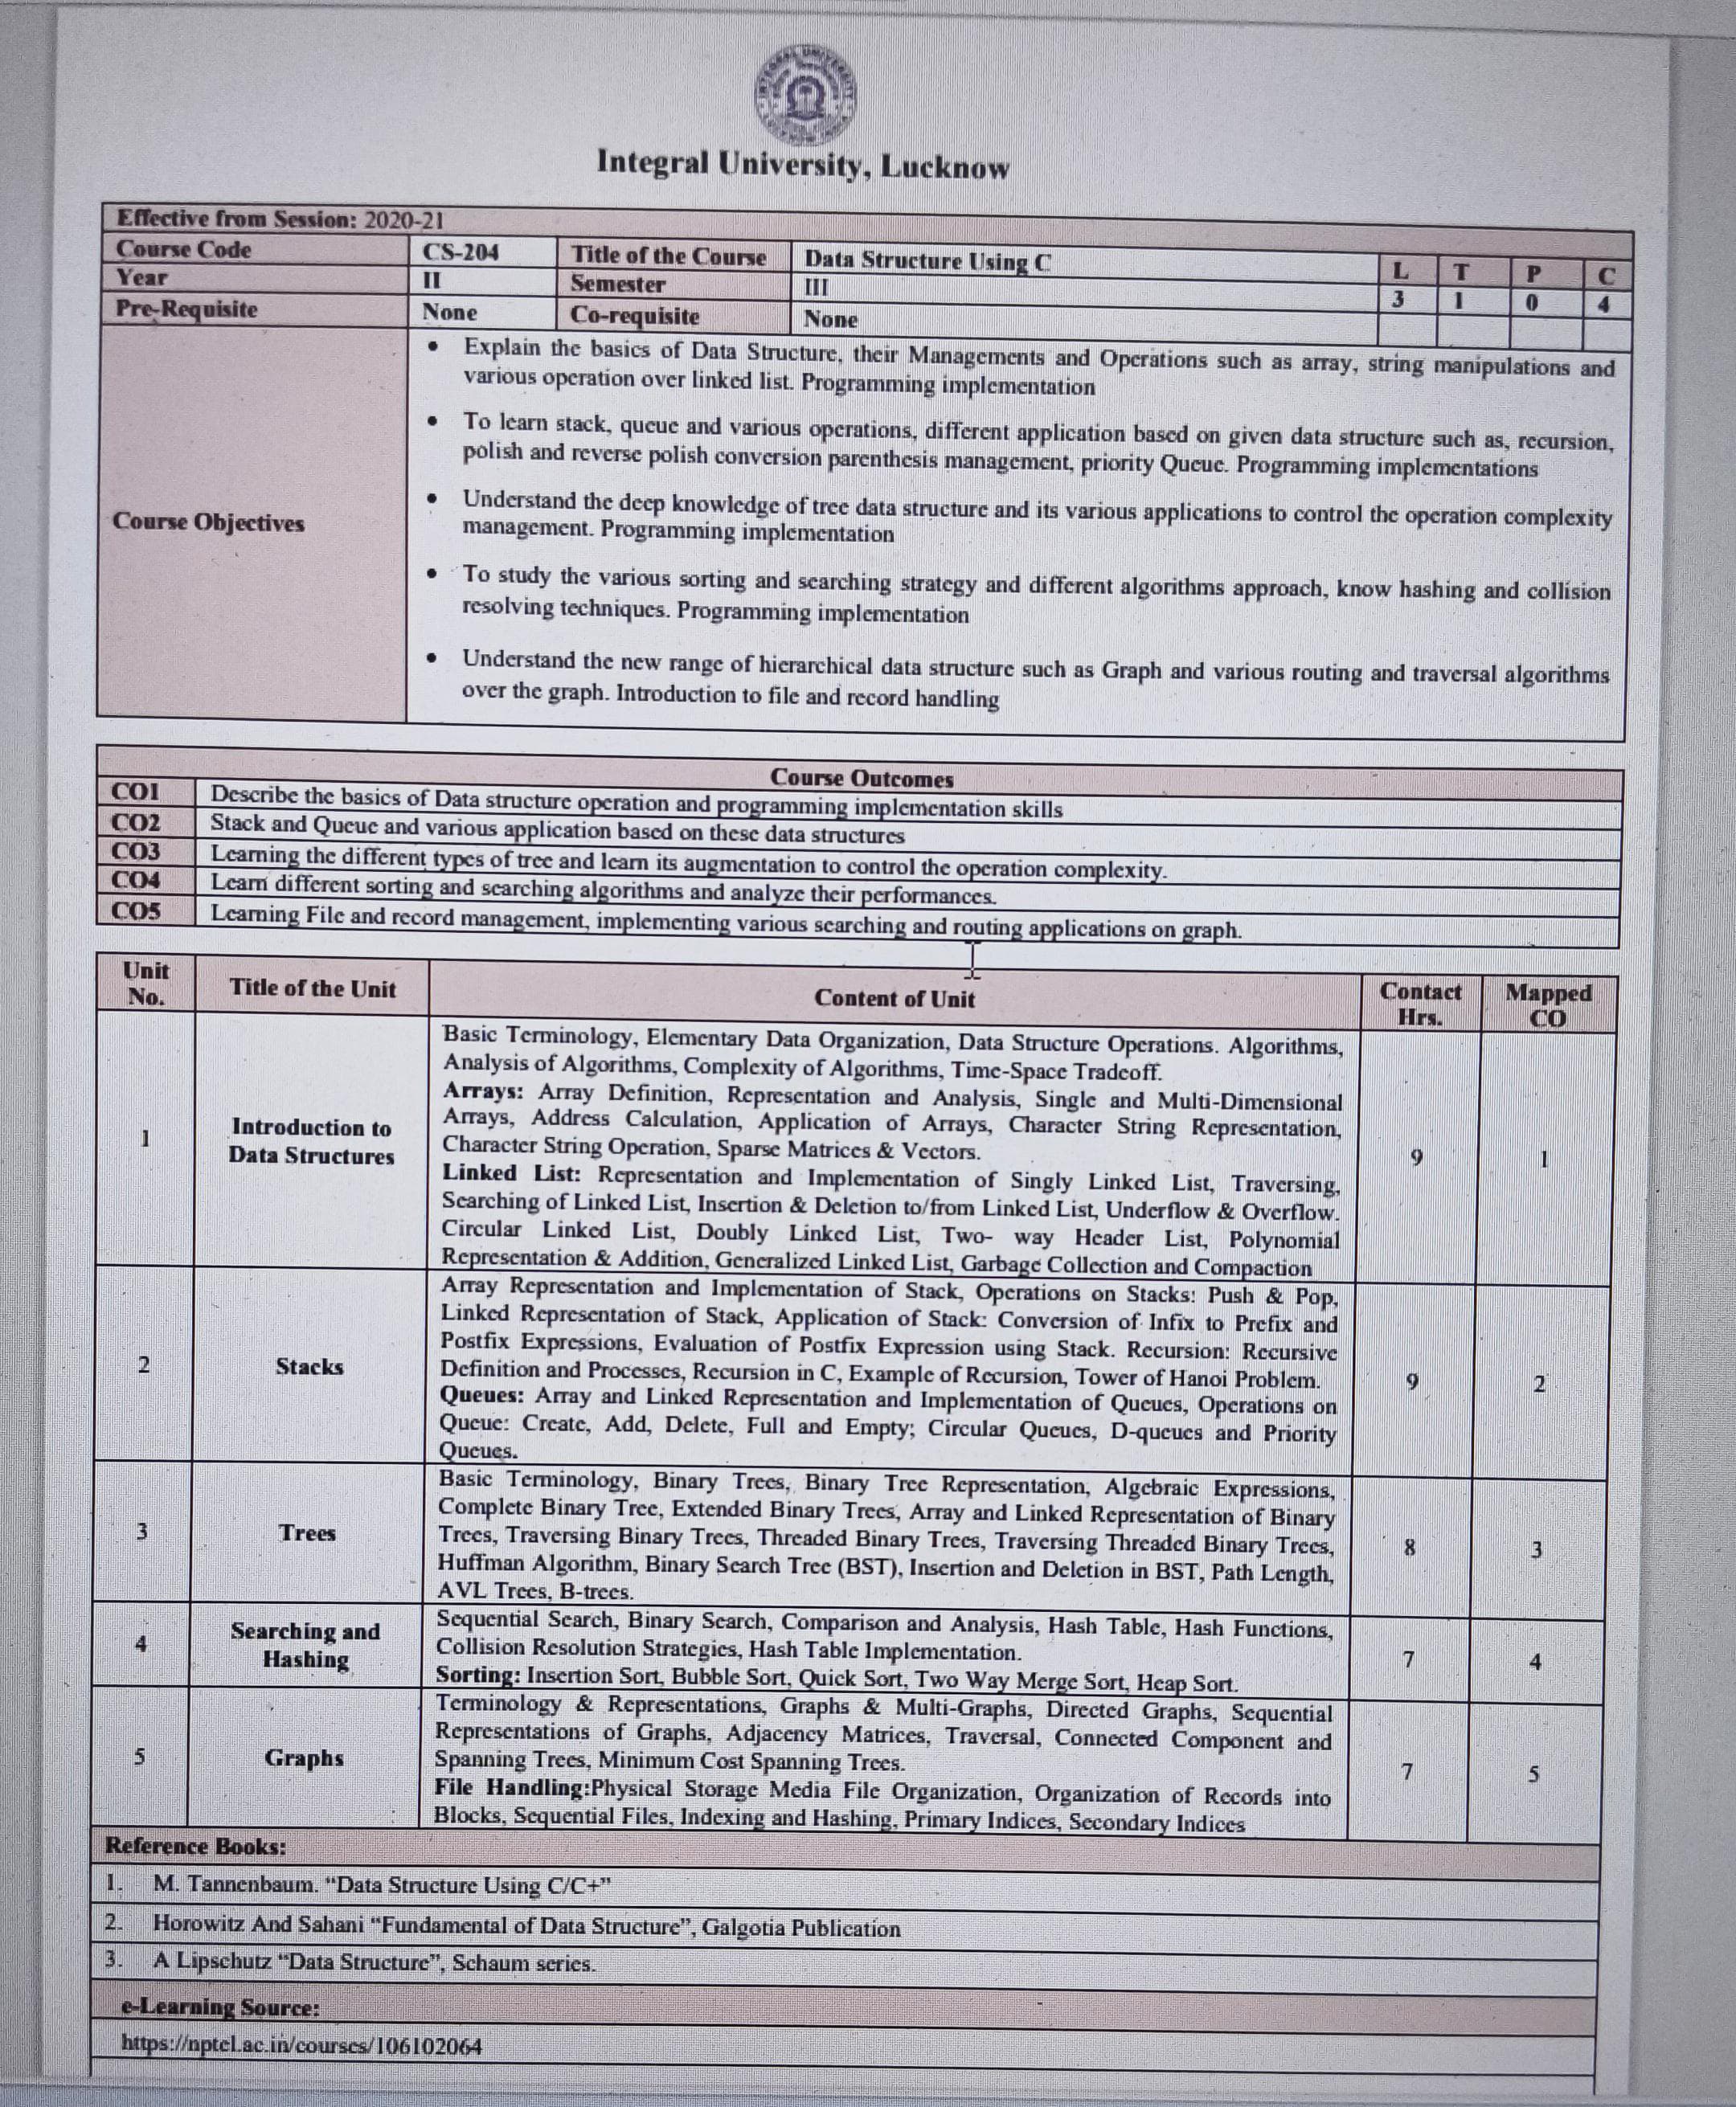 INTEGRAL UNIVERSITY
Integral University, Lucknow
Effective from Session: 2020-21
Course Code CS-204 Title of the Course Data Structure Using C L T P C
Year II Semester III 3 1 0 4
Pre-Requisite None Co-requisite None
Course Objectives
• Explain the basics of Data Structure, their Managements and Operations such as array, string manipulations and
various operation over linked list. Programming implementation
• To learn stack, queue and various operations, different application based on given data structure such as, recursion,
polish and reverse polish conversion parenthesis management, priority Queue. Programming implementations
• Understand the deep knowledge of tree data structure and its various applications to control the operation complexity
management. Programming implementation
• To study the various sorting and searching strategy and different algorithms approach, know hashing and collision
resolving techniques. Programming implementation
• Understand the new range of hierarchical data structure such as Graph and various routing and traversal algorithms
over the graph. Introduction to file and record handling
Course Outcomes
CO1 Describe the basics of Data structure operation and programming implementation skills
CO2 Stack and Queue and various application based on these data structures
CO3 Learning the different types of tree and learn its augmentation to control the operation complexity.
CO4 Learn different sorting and searching algorithms and analyze their performances.
CO5 Learning File and record management, implementing various searching and routing applications on graph.
Unit No. Title of the Unit Content of Unit Contact Hrs. Mapped CO
1 Introduction to Data Structures
Basic Terminology, Elementary Data Organization, Data Structure Operations. Algorithms,
Analysis of Algorithms, Complexity of Algorithms, Time-Space Tradeoff.
Arrays: Array Definition, Representation and Analysis, Single and Multi-Dimensional
Arrays, Address Calculation, Application of Arrays, Character String Representation,
Character String Operation, Sparse Matrices & Vectors.
Linked List: Representation and Implementation of Singly Linked List, Traversing,
Searching of Linked List, Insertion & Deletion to/from Linked List, Underflow & Overflow.
Circular Linked List, Doubly Linked List, Two- way Header List, Polynomial
Representation & Addition, Generalized Linked List, Garbage Collection and Compaction
9 1
2 Stacks
Array Representation and Implementation of Stack, Operations on Stacks: Push & Pop,
Linked Representation of Stack, Application of Stack: Conversion of Infix to Prefix and
Postfix Expressions, Evaluation of Postfix Expression using Stack. Recursion: Recursive
Definition and Processes, Recursion in C, Example of Recursion, Tower of Hanoi Problem.
Queues: Array and Linked Representation and Implementation of Queues, Operations on
Queue: Create, Add, Delete, Full and Empty; Circular Queues, D-queues and Priority
Queues.
9 2
3 Trees
Basic Terminology, Binary Trees, Binary Tree Representation, Algebraic Expressions,
Complete Binary Tree, Extended Binary Trees, Array and Linked Representation of Binary
Trees, Traversing Binary Trees, Threaded Binary Trees, Traversing Threaded Binary Trees,
Huffman Algorithm, Binary Search Tree (BST), Insertion and Deletion in BST, Path Length,
AVL Trees, B-trees.
8 3
4 Searching and Hashing
Sequential Search, Binary Search, Comparison and Analysis, Hash Table, Hash Functions,
Collision Resolution Strategies, Hash Table Implementation.
Sorting: Insertion Sort, Bubble Sort, Quick Sort, Two Way Merge Sort, Heap Sort.
7 4
5 Graphs
Terminology & Representations, Graphs & Multi-Graphs, Directed Graphs, Sequential
Representations of Graphs, Adjacency Matrices, Traversal, Connected Component and
Spanning Trees, Minimum Cost Spanning Trees.
File Handling:Physical Storage Media File Organization, Organization of Records into
Blocks, Sequential Files, Indexing and Hashing, Primary Indices, Secondary Indices
7 5
Reference Books:
1. M. Tannenbaum. “Data Structure Using C/C+”
2. Horowitz And Sahani “Fundamental of Data Structure”, Galgotia Publication
3. A Lipschutz “Data Structure”, Schaum series.
e-Learning Source:
https://nptel.ac.in/courses/106102064